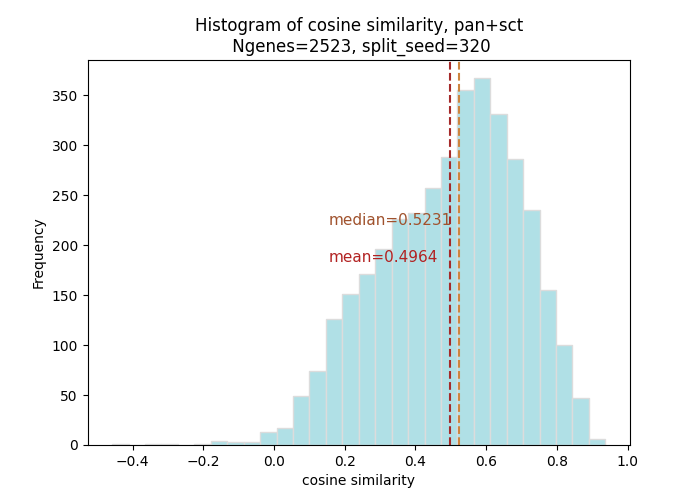 Histogram of cosine similarity, pan+sct
Ngenes=2523, split_seed=320
Frequency
350
300
250
200
150
100
50
0
median=0.5231
mean=0.4964
−0.4 −0.2 0.0 0.2 0.4 0.6 0.8 1.0
cosine similarity